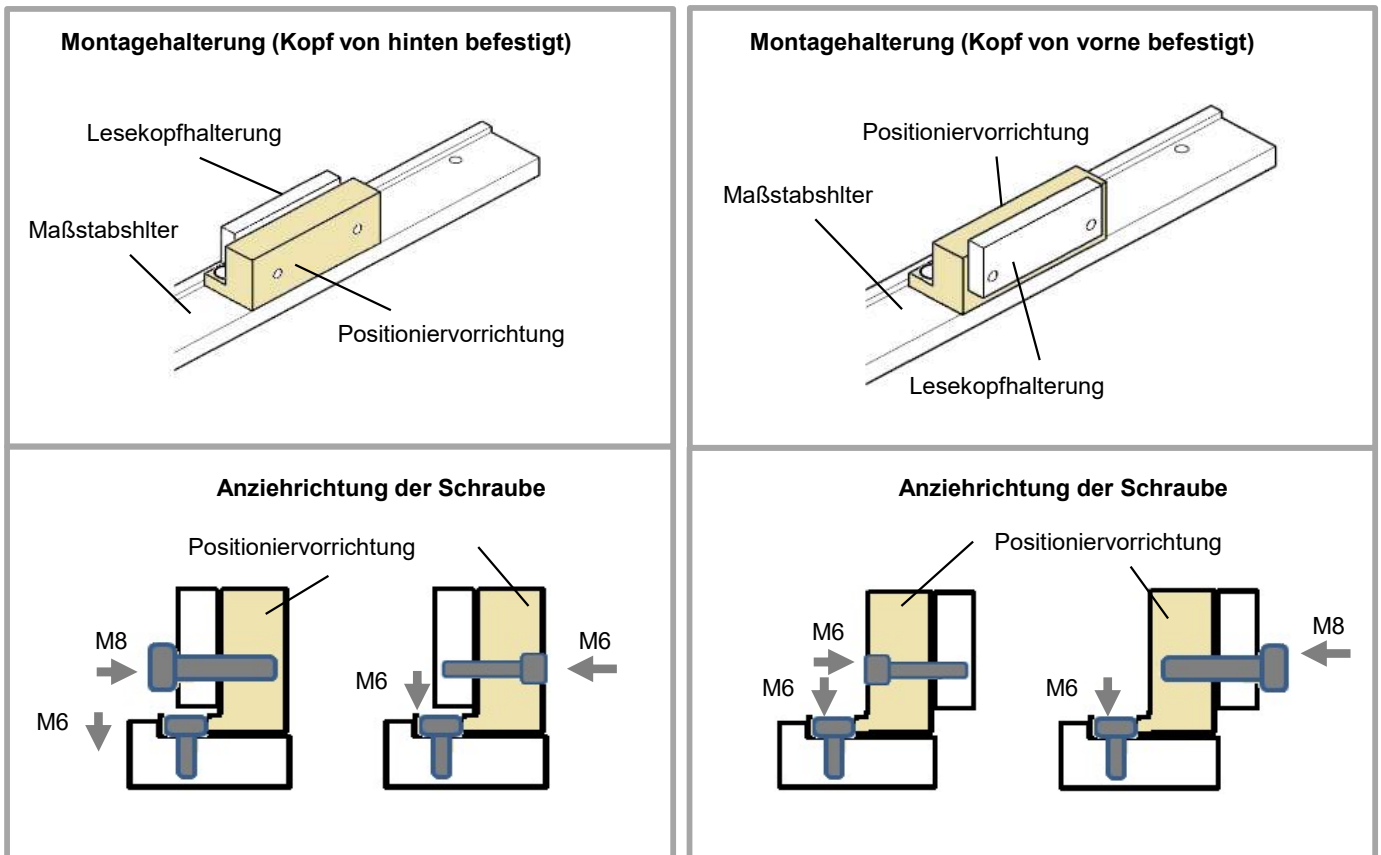 Montagehalterung (Kopf von hinten befestigt)
Lesekopfhalterung
Maßstabshlter
Positioniervorrichtung
Montagehalterung (Kopf von vorne befestigt)
Positioniervorrichtung
Maßstabshlter
Lesekopfhalterung
Anziehrichtung der Schraube
Positioniervorrichtung
M8
M6
M6
M6
Anziehrichtung der Schraube
Positioniervorrichtung
M6
M6
M8
M6